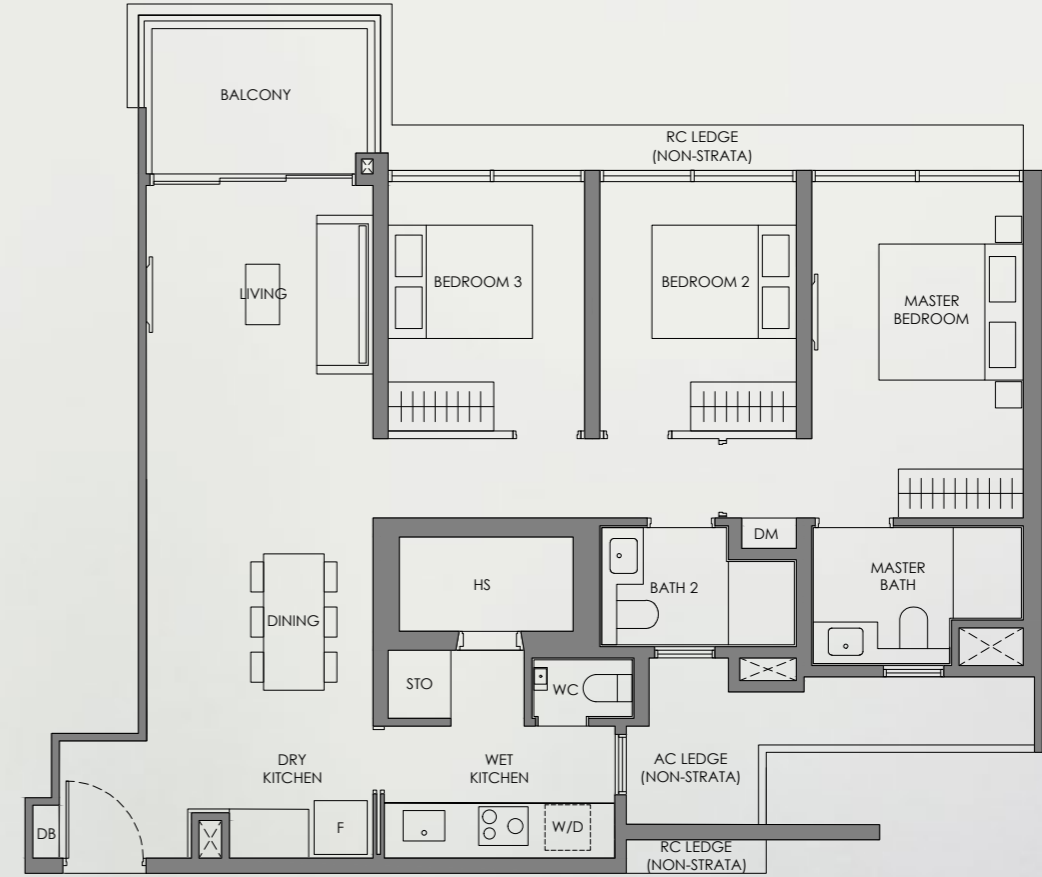 BALCONY
RC LEDGE
(NON-STRATA)
LIVING
BEDROOM 3
BEDROOM 2
MASTER
BEDROOM
DM
HS
BATH 2
MASTER
BATH
DINING
STO
WC
DRY
KITCHEN
WET
KITCHEN
AC LEDGE
(NON-STRATA)
DB
F
W/D
RC LEDGE
(NON-STRATA)